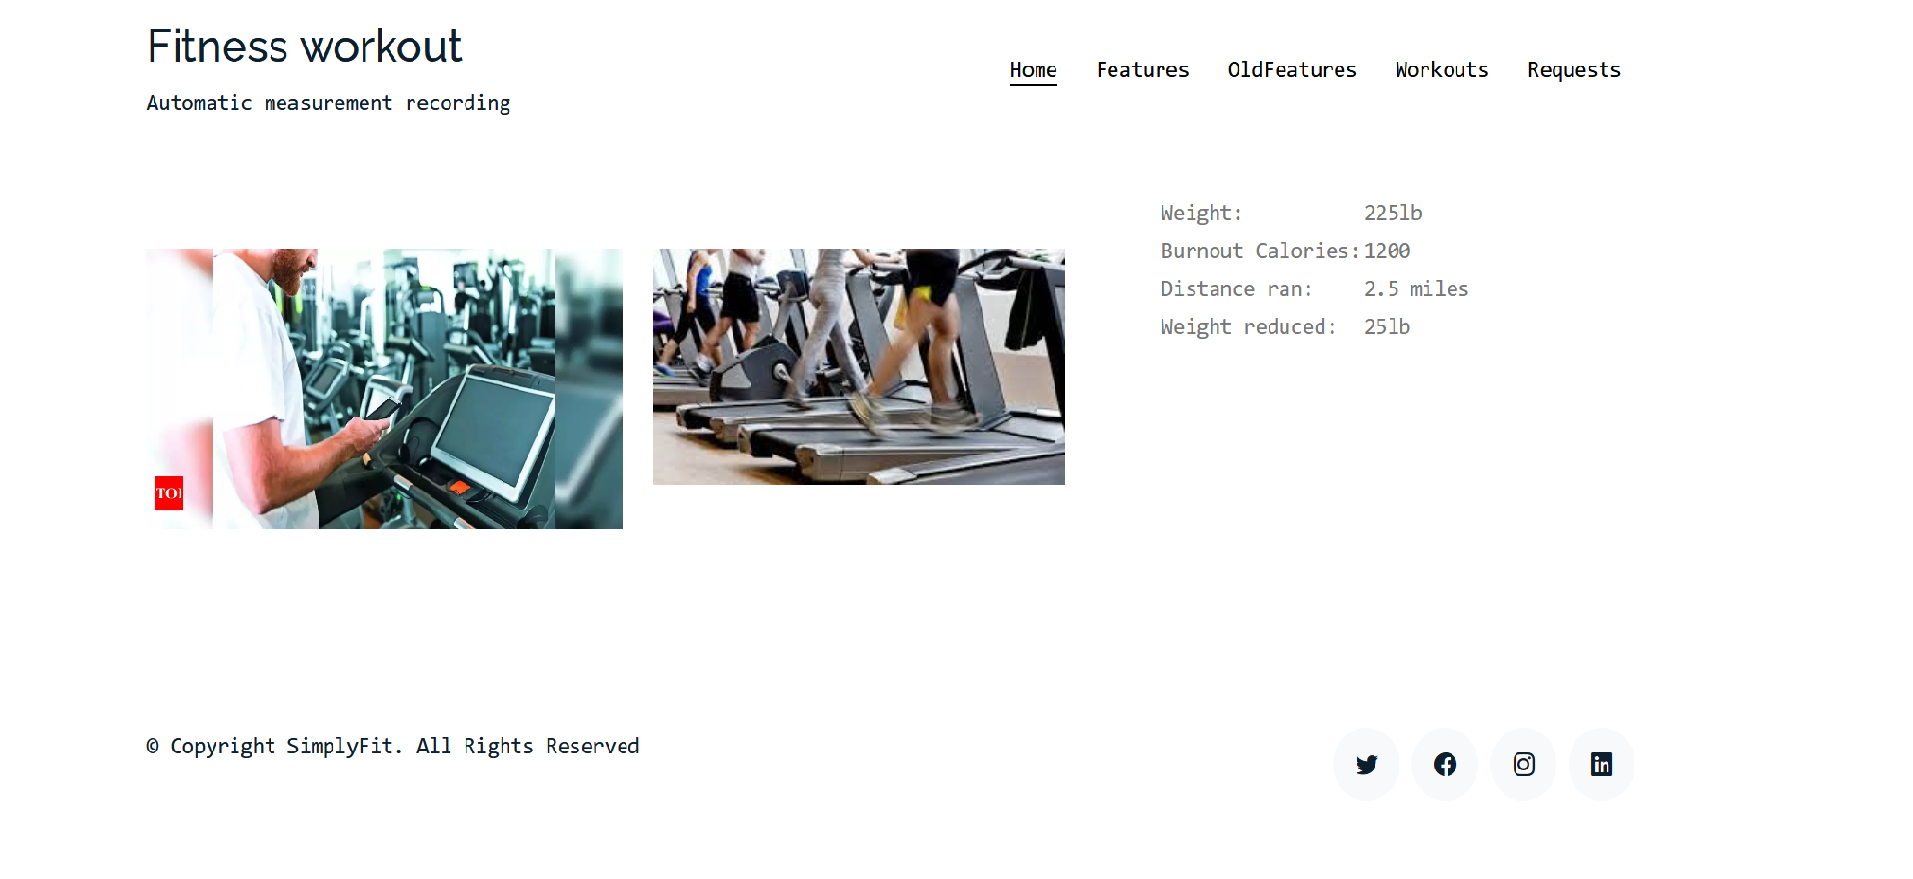 Fitness workout
Automatic measurement recording
Home Features OldFeatures Workouts Requests
Weight: 225lb
Burnout Calories: 1200
Distance ran: 2.5 miles
Weight reduced: 25lb
TOI
© Copyright SimplyFit. All Rights Reserved